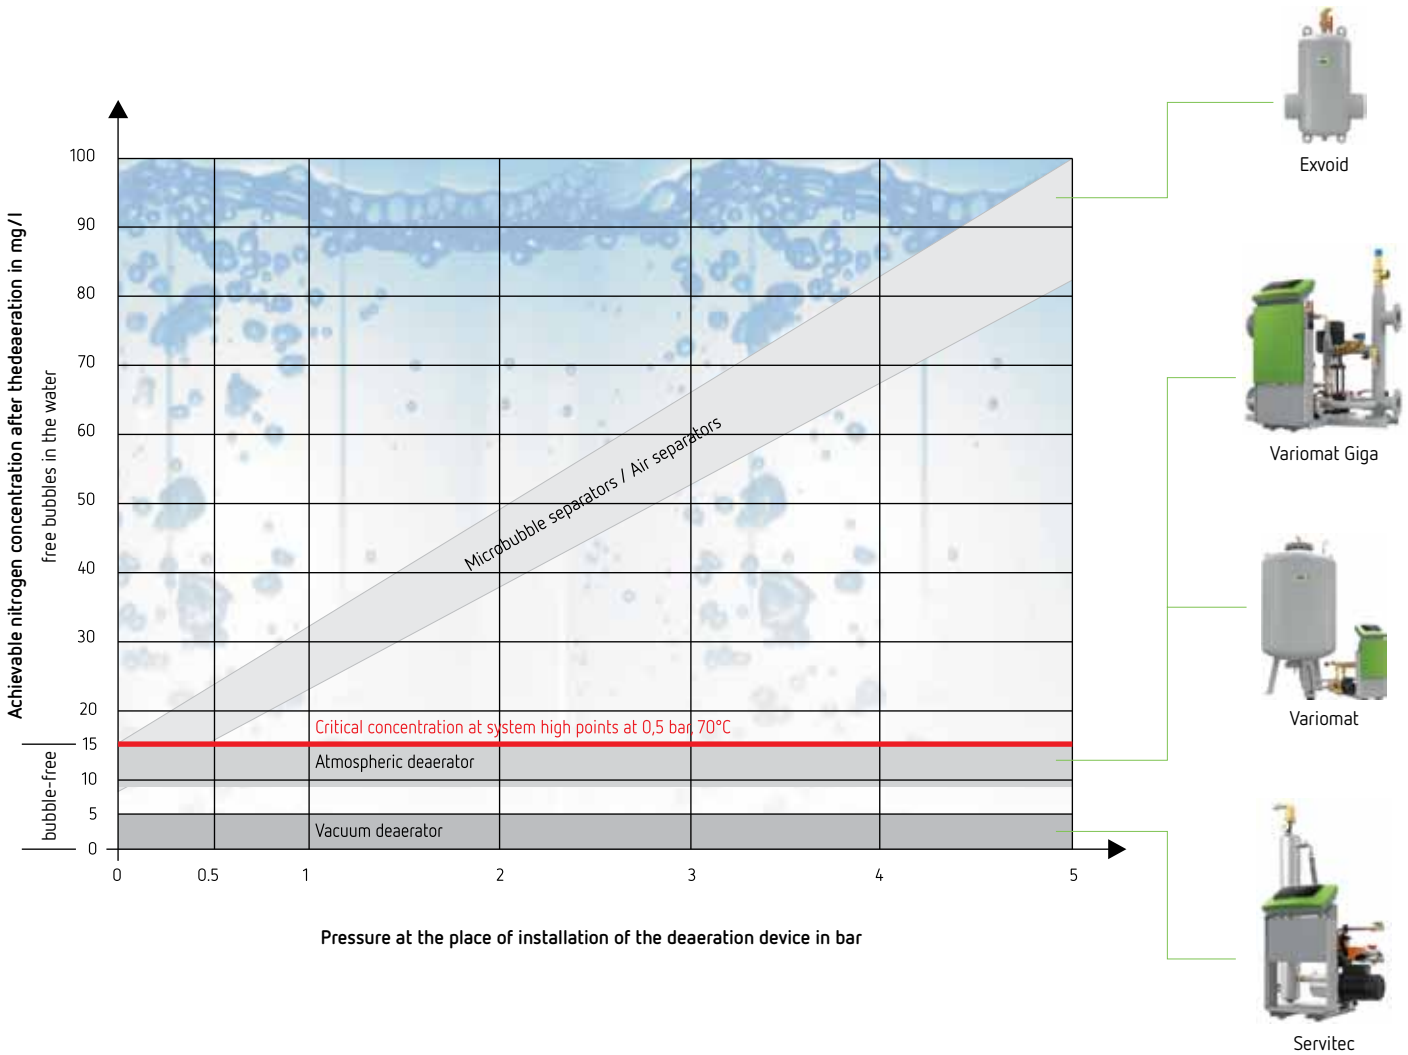 Exvoid
Variomat Giga
Variomat
Servitec
Achievable nitrogen concentration after thedeaeration in mg/l
free bubbles in the water
bubble-free
100
90
80
70
60
50
40
30
20
15
10
5
0
Microbubble separators / Air separators
Critical concentration at system high points at 0,5 bar, 70°C
Atmospheric deaerator
Vacuum deaerator
0 0.5 1 2 3 4 5
Pressure at the place of installation of the deaeration device in bar